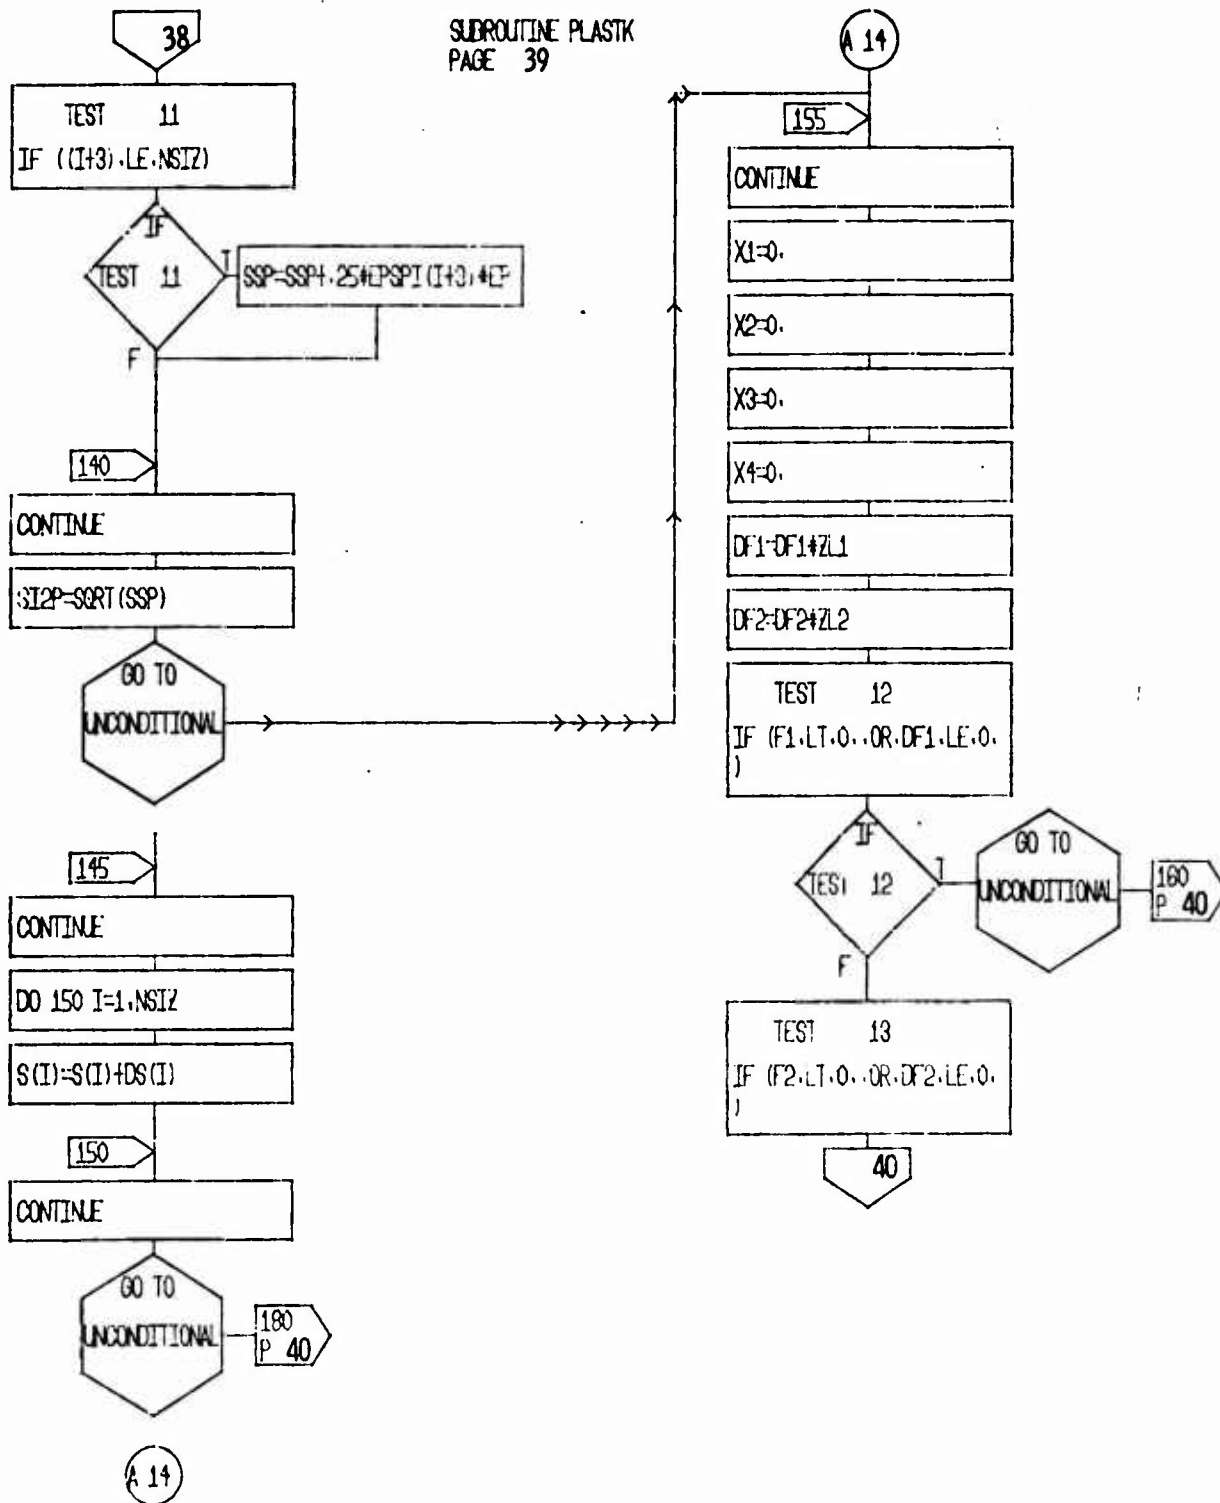 SUBROUTINE PLASTK
PAGE 39
38
TEST 11
IF ((I+3).LE.NSIZ)
IF
TEST 11
T
SSP=SSP+.25*EPSPI(I+3)*EP
F
140
CONTINUE
SI2P=SQRT(SSP)
GO TO
UNCONDITIONAL
145
CONTINUE
DO 150 I=1,NSIZ
S(I)=S(I)+DS(I)
150
CONTINUE
GO TO
UNCONDITIONAL
180
P 40
A 14
A 14
155
CONTINUE
X1=0.
X2=0.
X3=0.
X4=0.
DF1=DF1*ZL1
DF2=DF2*ZL2
TEST 12
IF (F1.LT.0..OR.DF1.LE.0.
)
IF
TEST 12
T
GO TO
UNCONDITIONAL
160
P 40
F
TEST 13
IF (F2.LT.0..OR.DF2.LE.0.
)
40